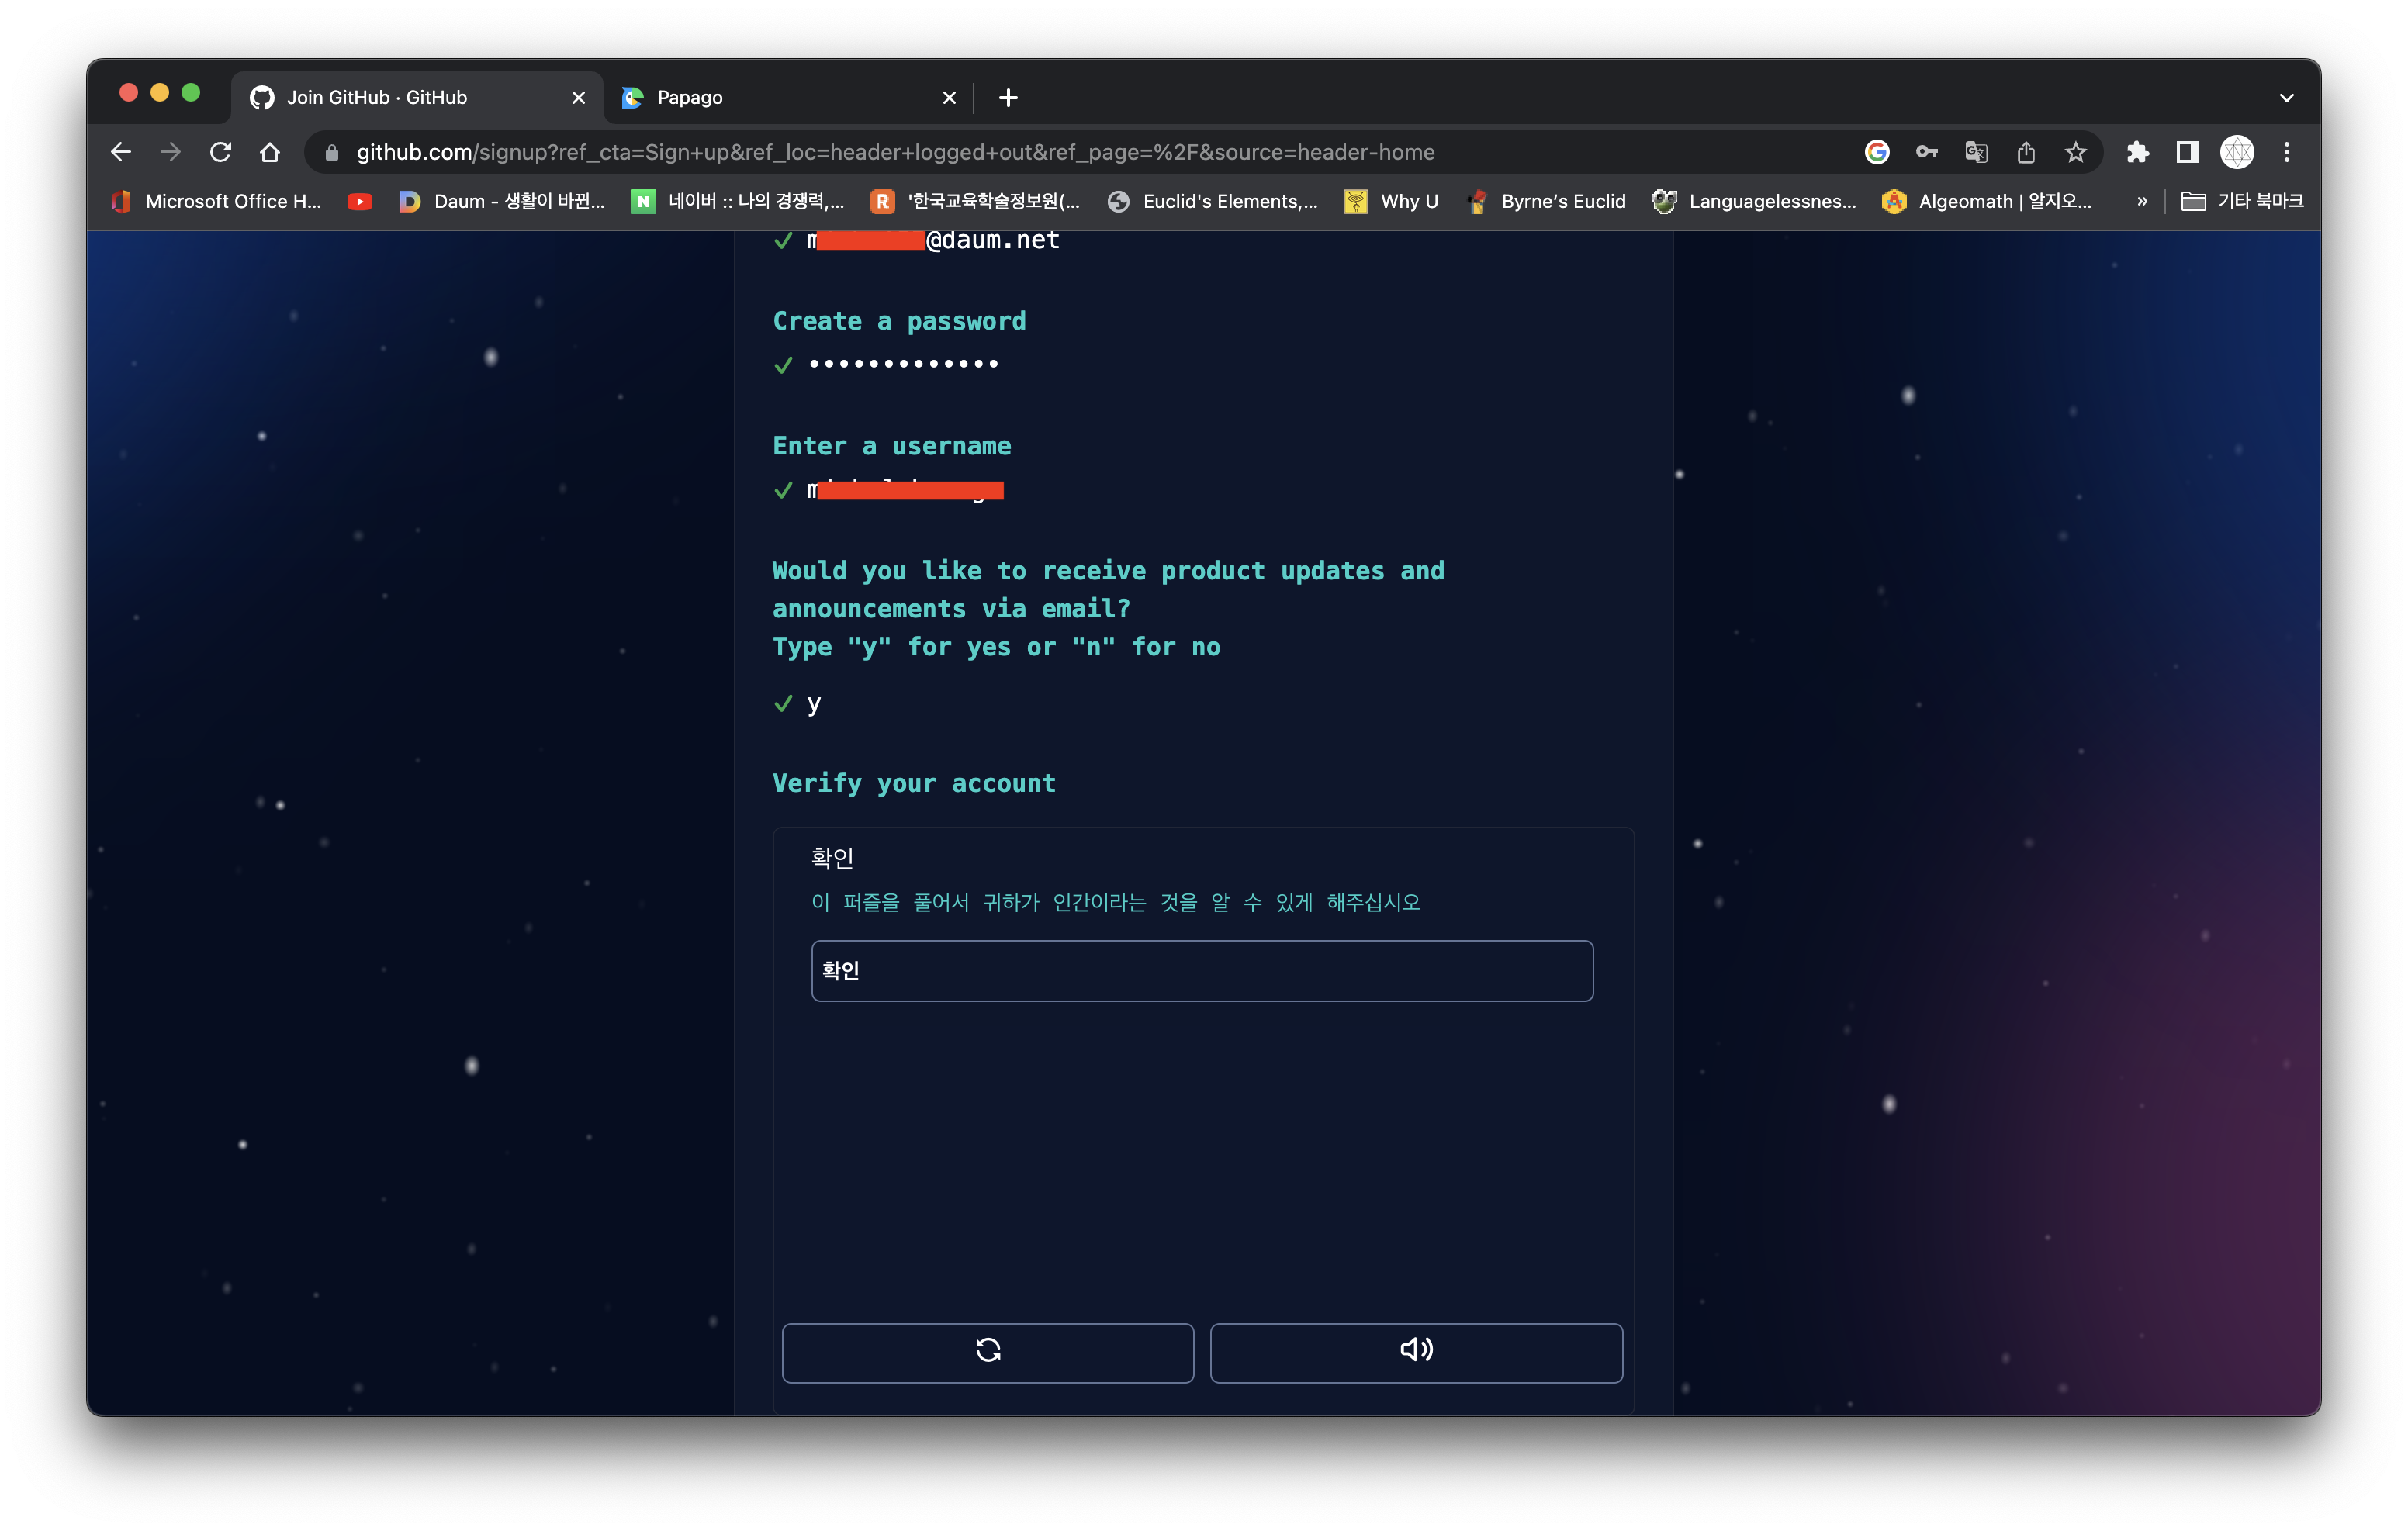 Join GitHub · GitHub
Papago
github.com/signup?ref_cta=Sign+up&ref_loc=header+logged+out&ref_page=%2F&source=header-home
Microsoft Office H... Daum - 생활이 바뀐... 네이버 :: 나의 경쟁력,... '한국교육학술정보원(... Euclid's Elements,... Why U Byrne's Euclid Languagelessnes... Algeomath | 알지오... » 기타 북마크
m @daum.net
Create a password
•••••••••••••
Enter a username
m
Would you like to receive product updates and
announcements via email?
Type "y" for yes or "n" for no
y
Verify your account
확인
이 퍼즐을 풀어서 귀하가 인간이라는 것을 알 수 있게 해주십시오
확인